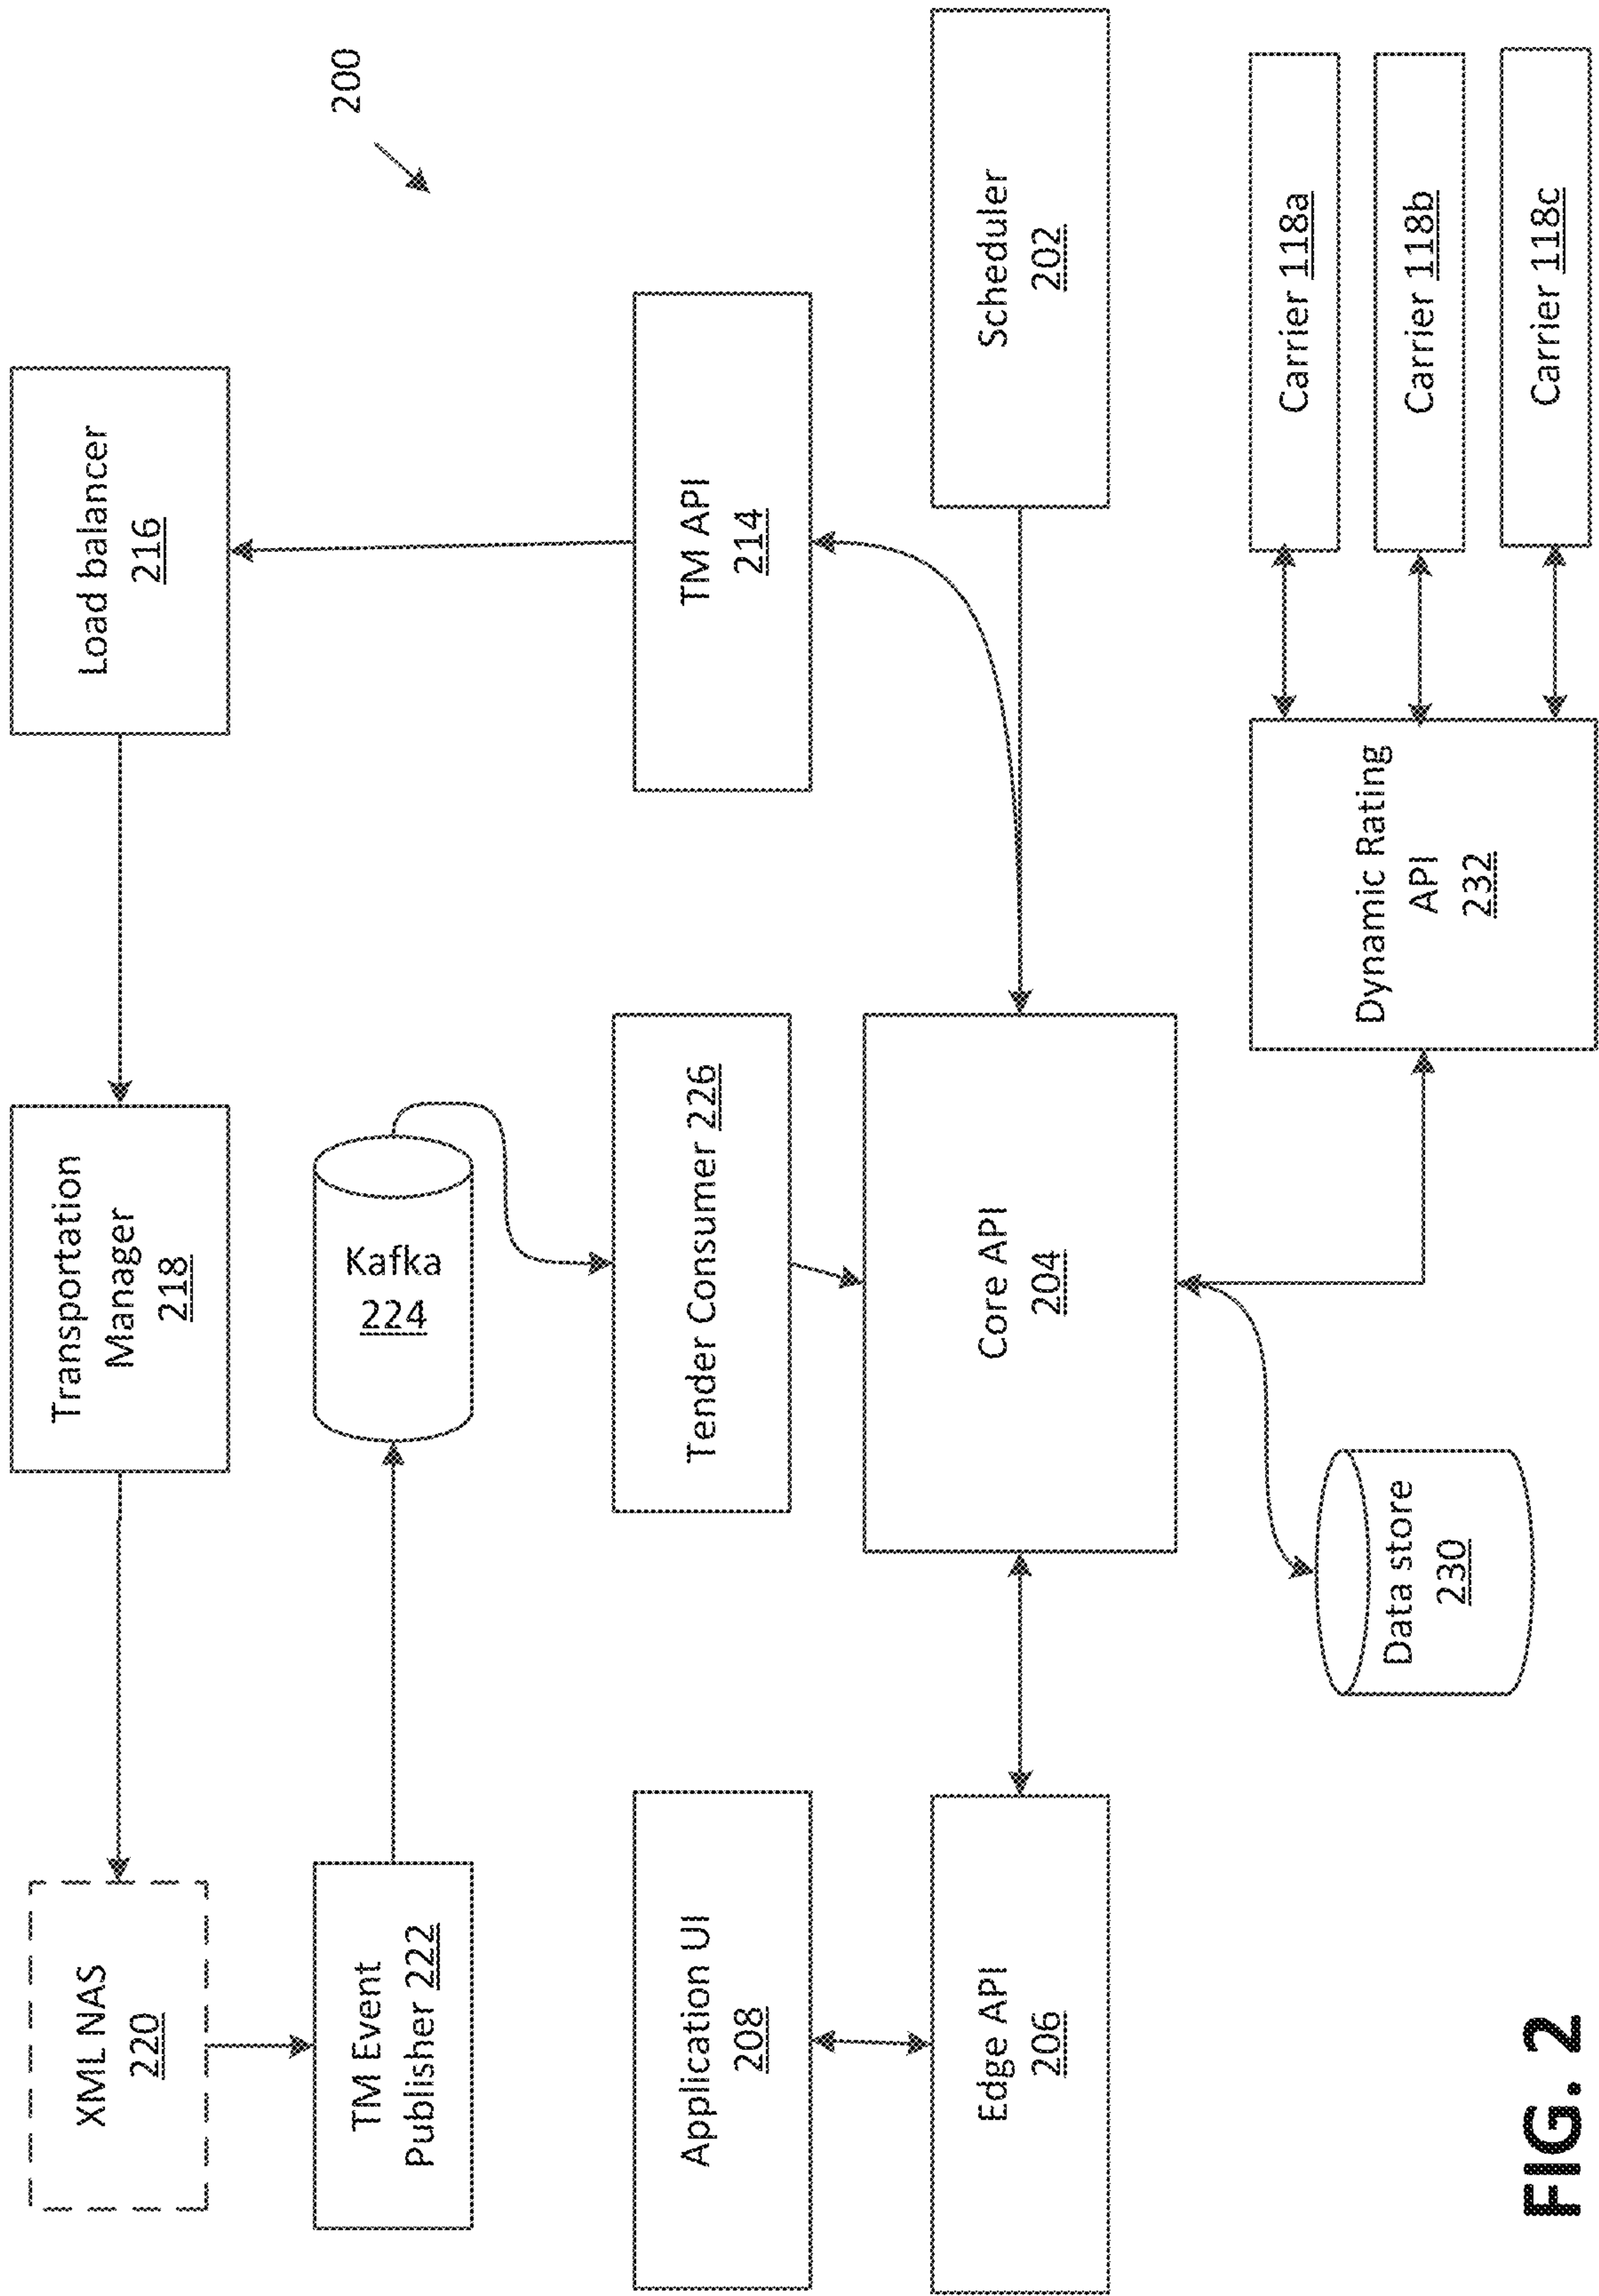 200
XML NAS
220
Transportation
Manager
218
Load balancer
216
TM Event
Publisher 222
Kafka
224
Application UI
208
Tender Consumer 226
TM API
214
Edge API
206
Core API
204
Scheduler
202
Data store
230
Dynamic Rating
API
232
Carrier 118a
Carrier 118b
Carrier 118c
FIG. 2